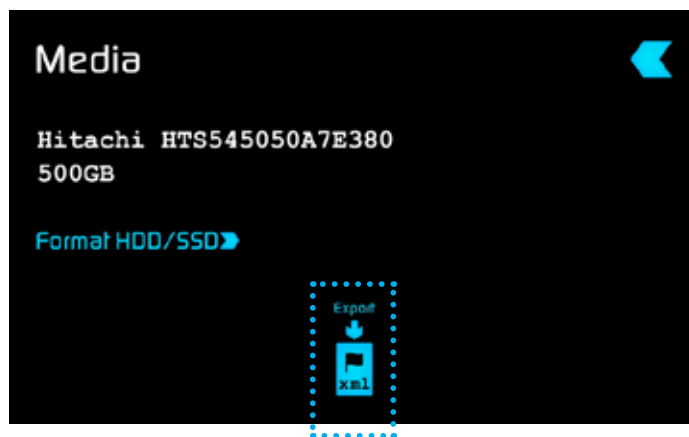 Media
Hitachi HTS545050A7E380
500GB
Format HDD/SSD
Export
xml